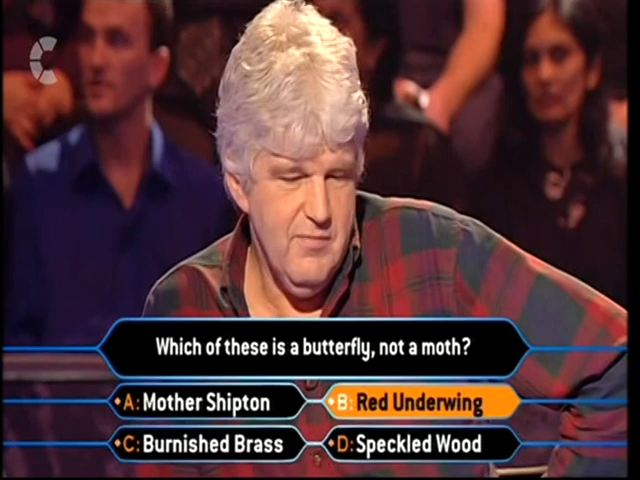 Which of these is a butterfly, not a moth?
A: Mother Shipton
B: Red Underwing
C: Burnished Brass
D: Speckled Wood